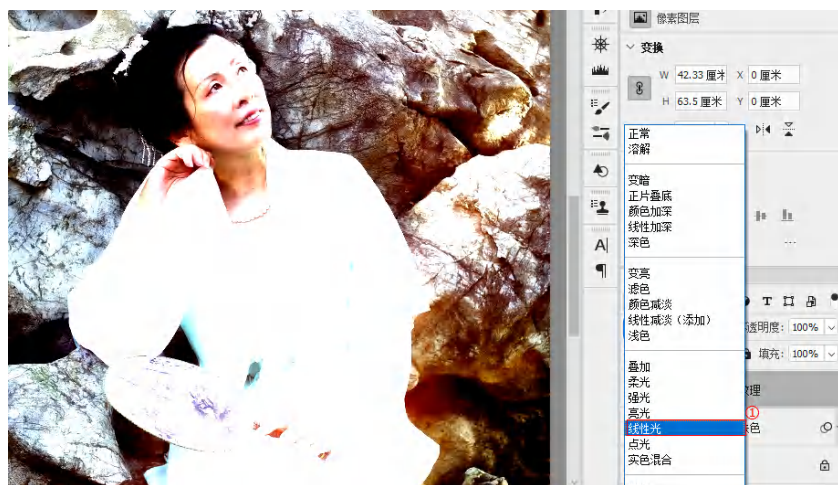 像素图层
变换
W 42.33 厘米 X 0 厘米
H 63.5 厘米 Y 0 厘米
正常
溶解
变暗
正片叠底
颜色加深
线性加深
深色
变亮
滤色
颜色减淡
线性减淡（添加）
浅色
透明度: 100%
填充: 100%
叠加
柔光
强光
亮光
线性光
①
点光
实色混合